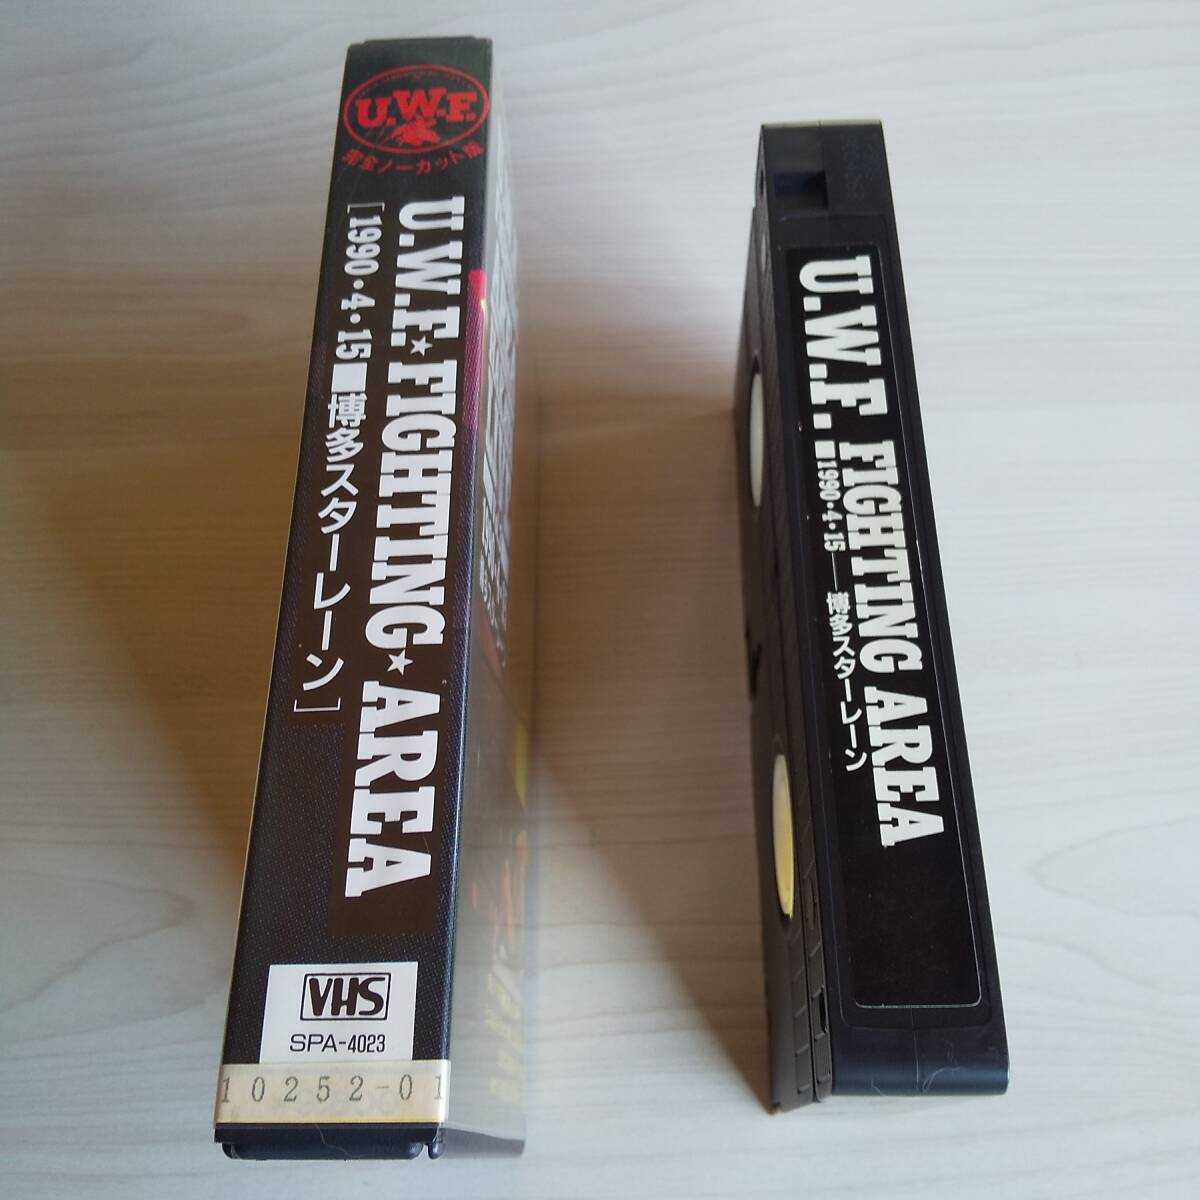 U.W.F.
完全ノーカット版
U.W.F.★FIGHTING★AREA
[1990・4・15■博多スターレーン]
VHS
SPA-4023
10252-01
U.W.F. FIGHTING AREA
■1990・4・15―博多スターレーン